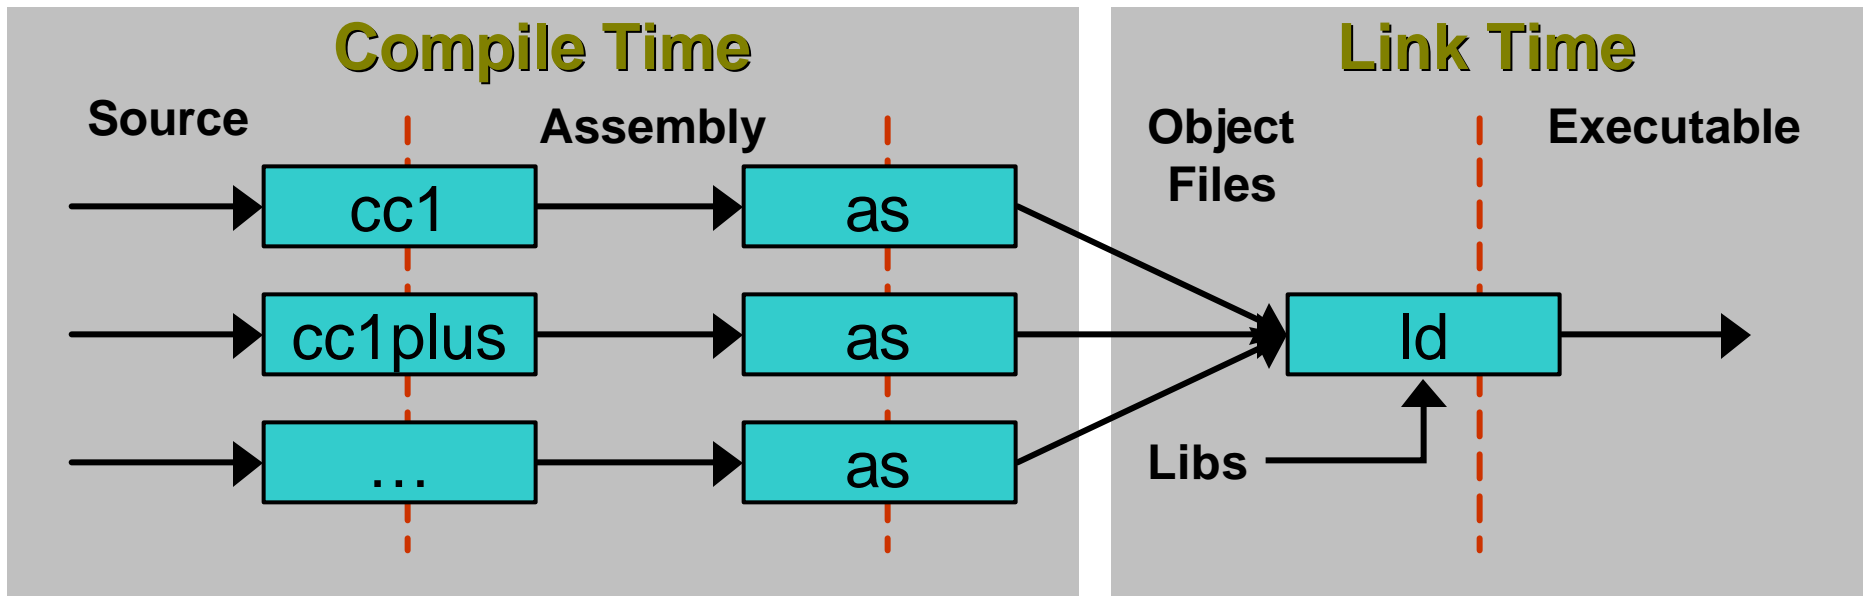 Compile Time
Link Time
Source
Assembly
Object
Files
Executable
cc1
as
cc1plus
as
ld
…
as
Libs